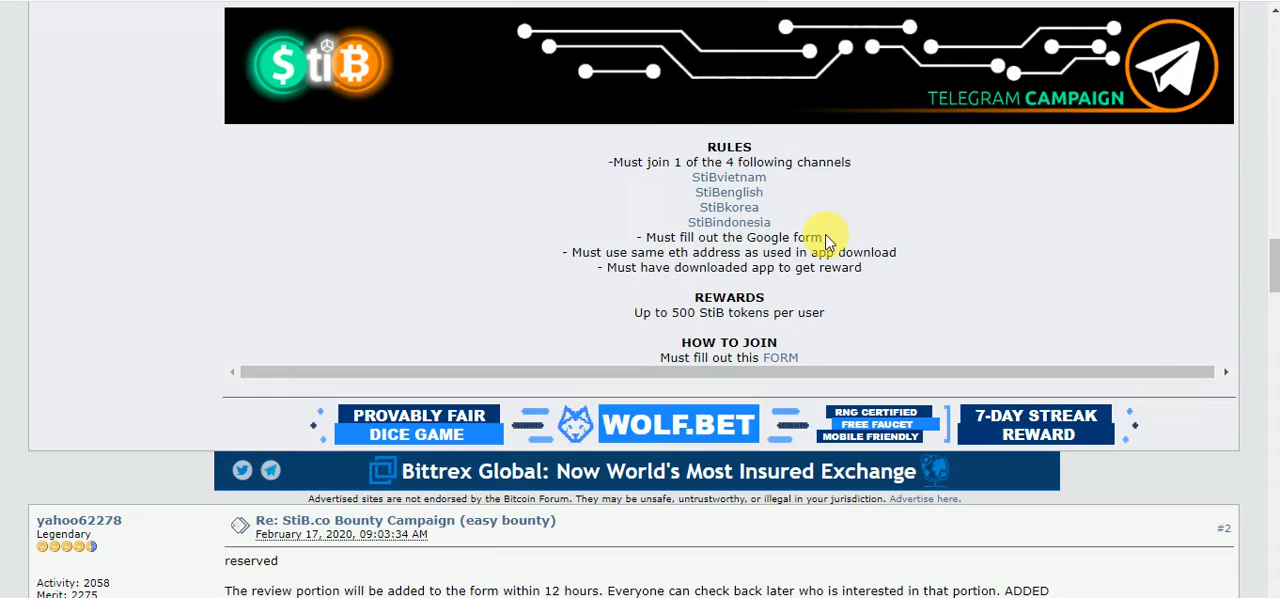 $tiB
TELEGRAM CAMPAIGN
RULES
-Must join 1 of the 4 following channels
StiBvietnam
StiBenglish
StiBkorea
StiBindonesia
- Must fill out the Google form
- Must use same eth address as used in app download
- Must have downloaded app to get reward
REWARDS
Up to 500 StiB tokens per user
HOW TO JOIN
Must fill out this FORM
PROVABLY FAIR
DICE GAME
WOLF.BET
RNG CERTIFIED
FREE FAUCET
MOBILE FRIENDLY
7-DAY STREAK
REWARD
Bittrex Global: Now World's Most Insured Exchange
Advertised sites are not endorsed by the Bitcoin Forum. They may be unsafe, untrustworthy, or illegal in your jurisdiction. Advertise here.
yahoo62278
Legendary
Activity: 2058
Merit: 2275
Re: StiB.co Bounty Campaign (easy bounty)
February 17, 2020, 09:03:34 AM
#2
reserved
The review portion will be added to the form within 12 hours. Everyone can check back later who is interested in that portion. ADDED